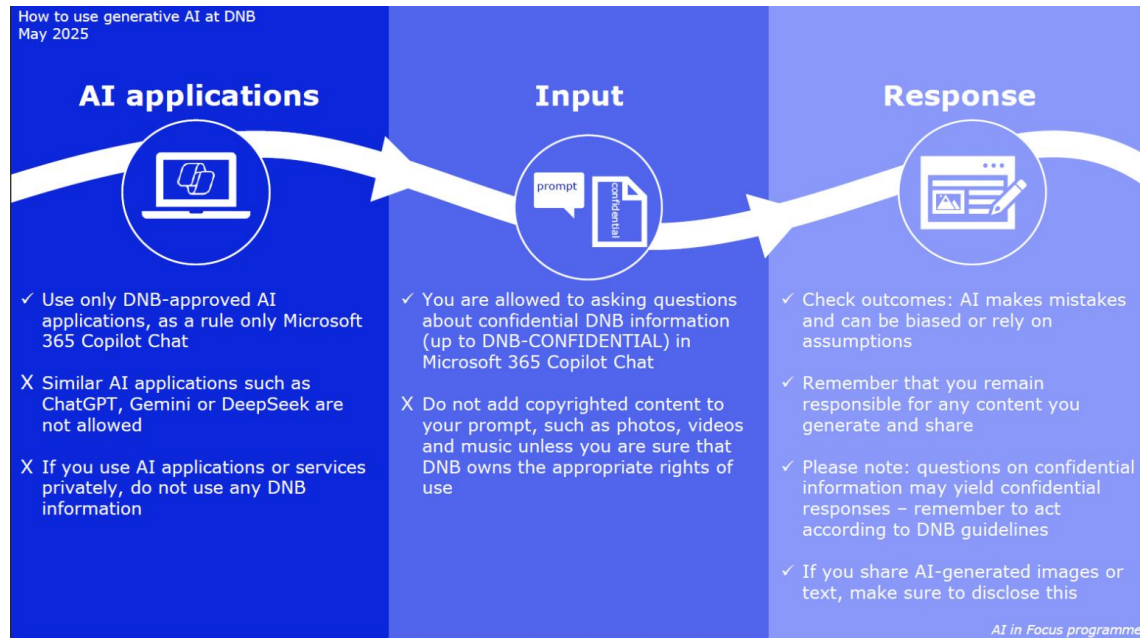 How to use generative AI at DNB
May 2025
AI applications
✓ Use only DNB-approved AI
applications, as a rule only Microsoft
365 Copilot Chat
X Similar AI applications such as
ChatGPT, Gemini or DeepSeek are
not allowed
X If you use AI applications or services
privately, do not use any DNB
information
Input
prompt
confidential
✓ You are allowed to asking questions
about confidential DNB information
(up to DNB-CONFIDENTIAL) in
Microsoft 365 Copilot Chat
X Do not add copyrighted content to
your prompt, such as photos, videos
and music unless you are sure that
DNB owns the appropriate rights of
use
Response
✓ Check outcomes: AI makes mistakes
and can be biased or rely on
assumptions
✓ Remember that you remain
responsible for any content you
generate and share
✓ Please note: questions on confidential
information may yield confidential
responses – remember to act
according to DNB guidelines
✓ If you share AI-generated images or
text, make sure to disclose this
AI in Focus programme